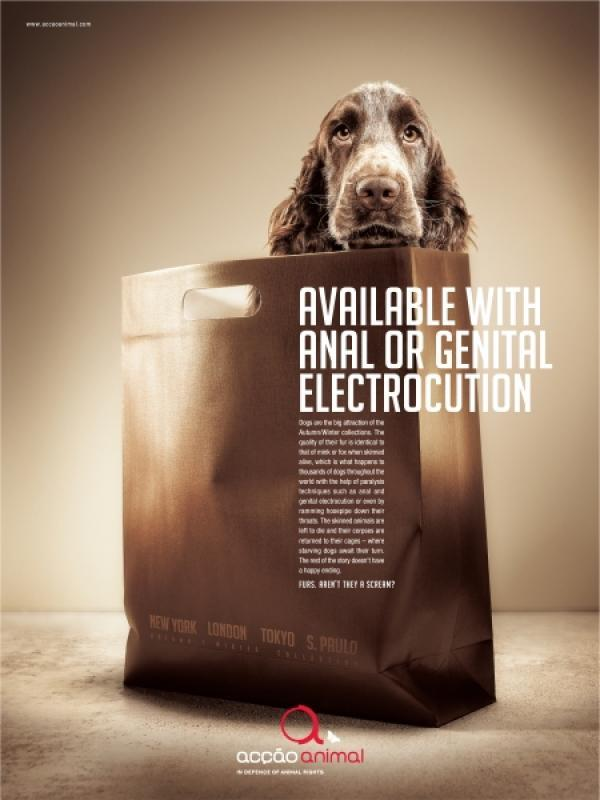 www.accaoanimal.com
AVAILABLE WITH
ANAL OR GENITAL
ELECTROCUTION
Dogs are the big attraction of the
Autumn/Winter collections. The
quality of their fur is identical to
that of mink or fox when skinned
alive, which is what happens to
thousands of dogs throughout the
world with the help of paralysis
techniques such as anal and
genital electrocution or even by
ramming hosepipe down their
throats. The skinned animals are
left to die and their corpses are
returned to their cages – where
starving dogs await their turn.
The rest of the story doesn't have
a happy ending.
FURS. AREN'T THEY A SCREAM?
NEW YORK LONDON TOKYO S. PAULO
AUTUMN/WINTER COLLECTION
acção animal
IN DEFENCE OF ANIMAL RIGHTS